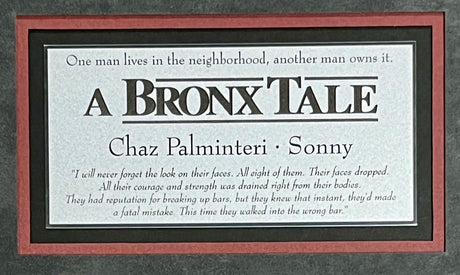 One man lives in the neighborhood, another man owns it.
A BRONX TALE
Chaz Palminteri · Sonny
"I will never forget the look on their faces. All eight of them. Their faces dropped.
All their courage and strength was drained right from their bodies.
They had reputation for breaking up bars, but they knew that instant, they'd made
a fatal mistake. This time they walked into the wrong bar."